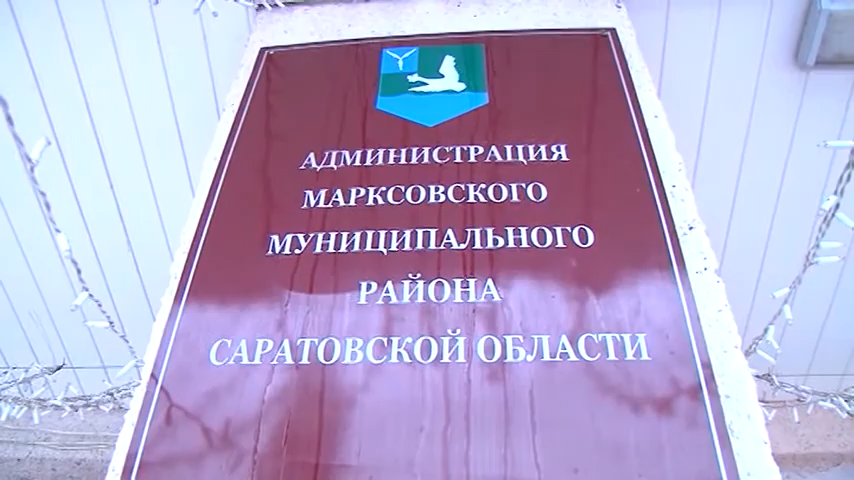 АДМИНИСТРАЦИЯ
МАРКСОВСКОГО
МУНИЦИПАЛЬНОГО
РАЙОНА
САРАТОВСКОЙ ОБЛАСТИ